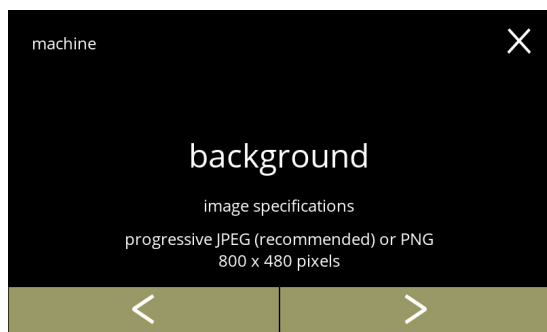 machine
background
image specifications
progressive JPEG (recommended) or PNG
800 x 480 pixels